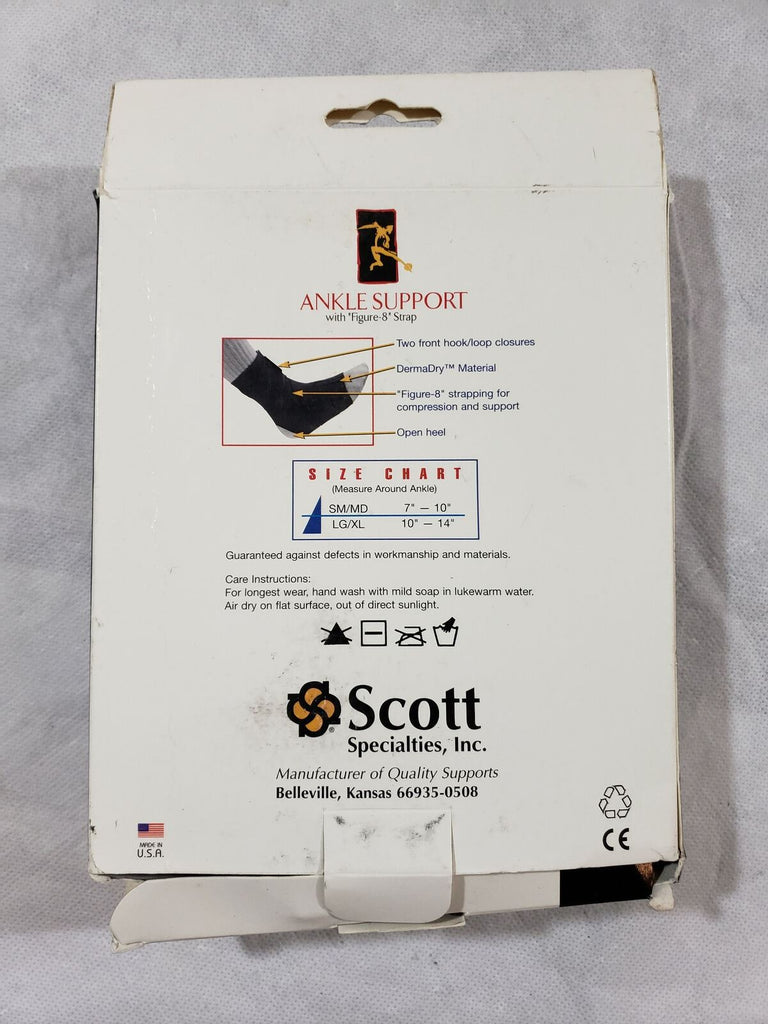 ANKLE SUPPORT
with "Figure-8" Strap
Two front hook/loop closures
DermaDry™ Material
"Figure-8" strapping for
compression and support
Open heel
SIZE CHART
(Measure Around Ankle)
SM/MD 7" — 10"
LG/XL 10" — 14"
Guaranteed against defects in workmanship and materials.
Care Instructions:
For longest wear, hand wash with mild soap in lukewarm water.
Air dry on flat surface, out of direct sunlight.
Scott
®
Specialties, Inc.
Manufacturer of Quality Supports
Belleville, Kansas 66935-0508
MADE IN
U.S.A.
CE